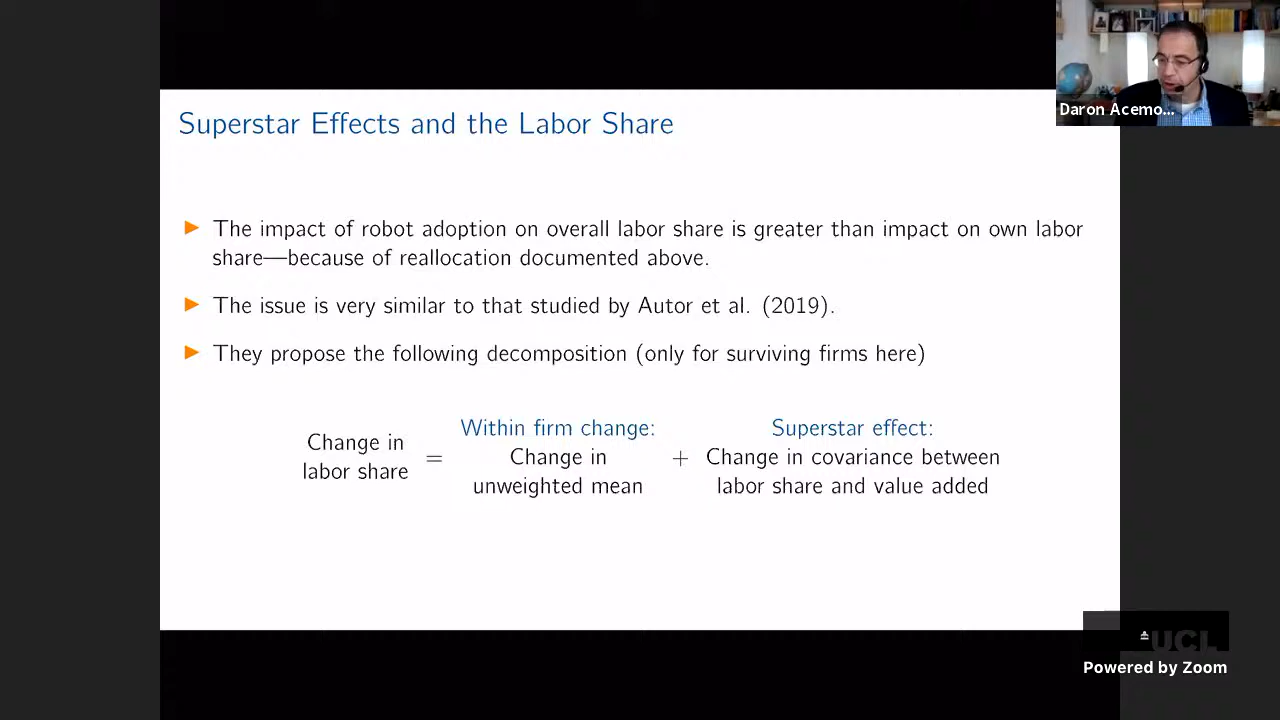 Superstar Effects and the Labor Share
Daron Acemo...
▶ The impact of robot adoption on overall labor share is greater than impact on own labor
share—because of reallocation documented above.
▶ The issue is very similar to that studied by Autor et al. (2019).
▶ They propose the following decomposition (only for surviving firms here)
Change in
labor share
=
Within firm change:
Change in
unweighted mean
+
Superstar effect:
Change in covariance between
labor share and value added
UCL
Powered by Zoom